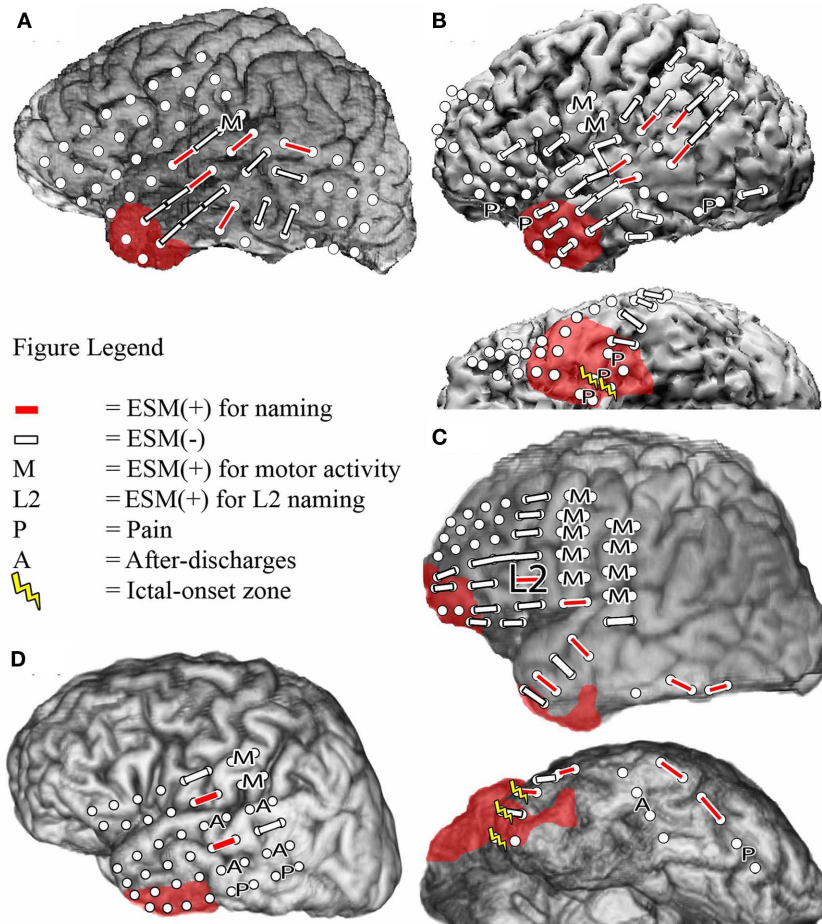 A
M
B
M
M
P
P
P
P
P
P
Figure Legend
= ESM(+) for naming
= ESM(-)
M = ESM(+) for motor activity
L2 = ESM(+) for L2 naming
P = Pain
A = After-discharges
= Ictal-onset zone
C
M
M
M
M
M
M
M
M
M
L2
A
P
D
M
M
A
A
A
A
P
P